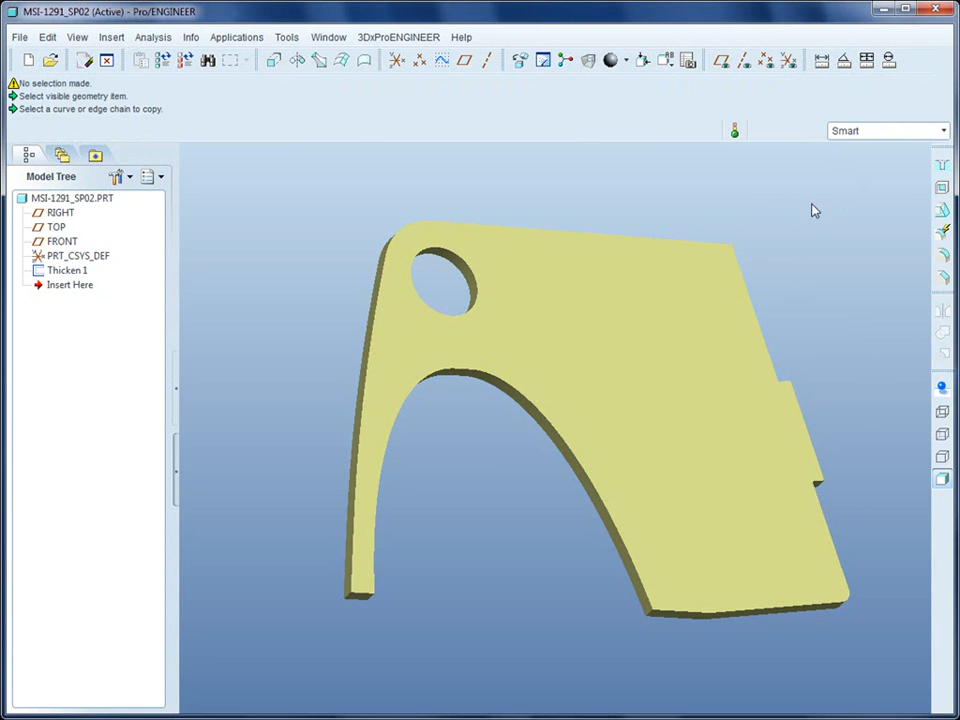 MSI-1291_SP02 (Active) - Pro/ENGINEER
File Edit View Insert Analysis Info Applications Tools Window 3DxProENGINEER Help
No selection made.
Select visible geometry item.
Select a curve or edge chain to copy.
Smart
Model Tree
MSI-1291_SP02.PRT
RIGHT
TOP
FRONT
PRT_CSYS_DEF
Thicken 1
Insert Here